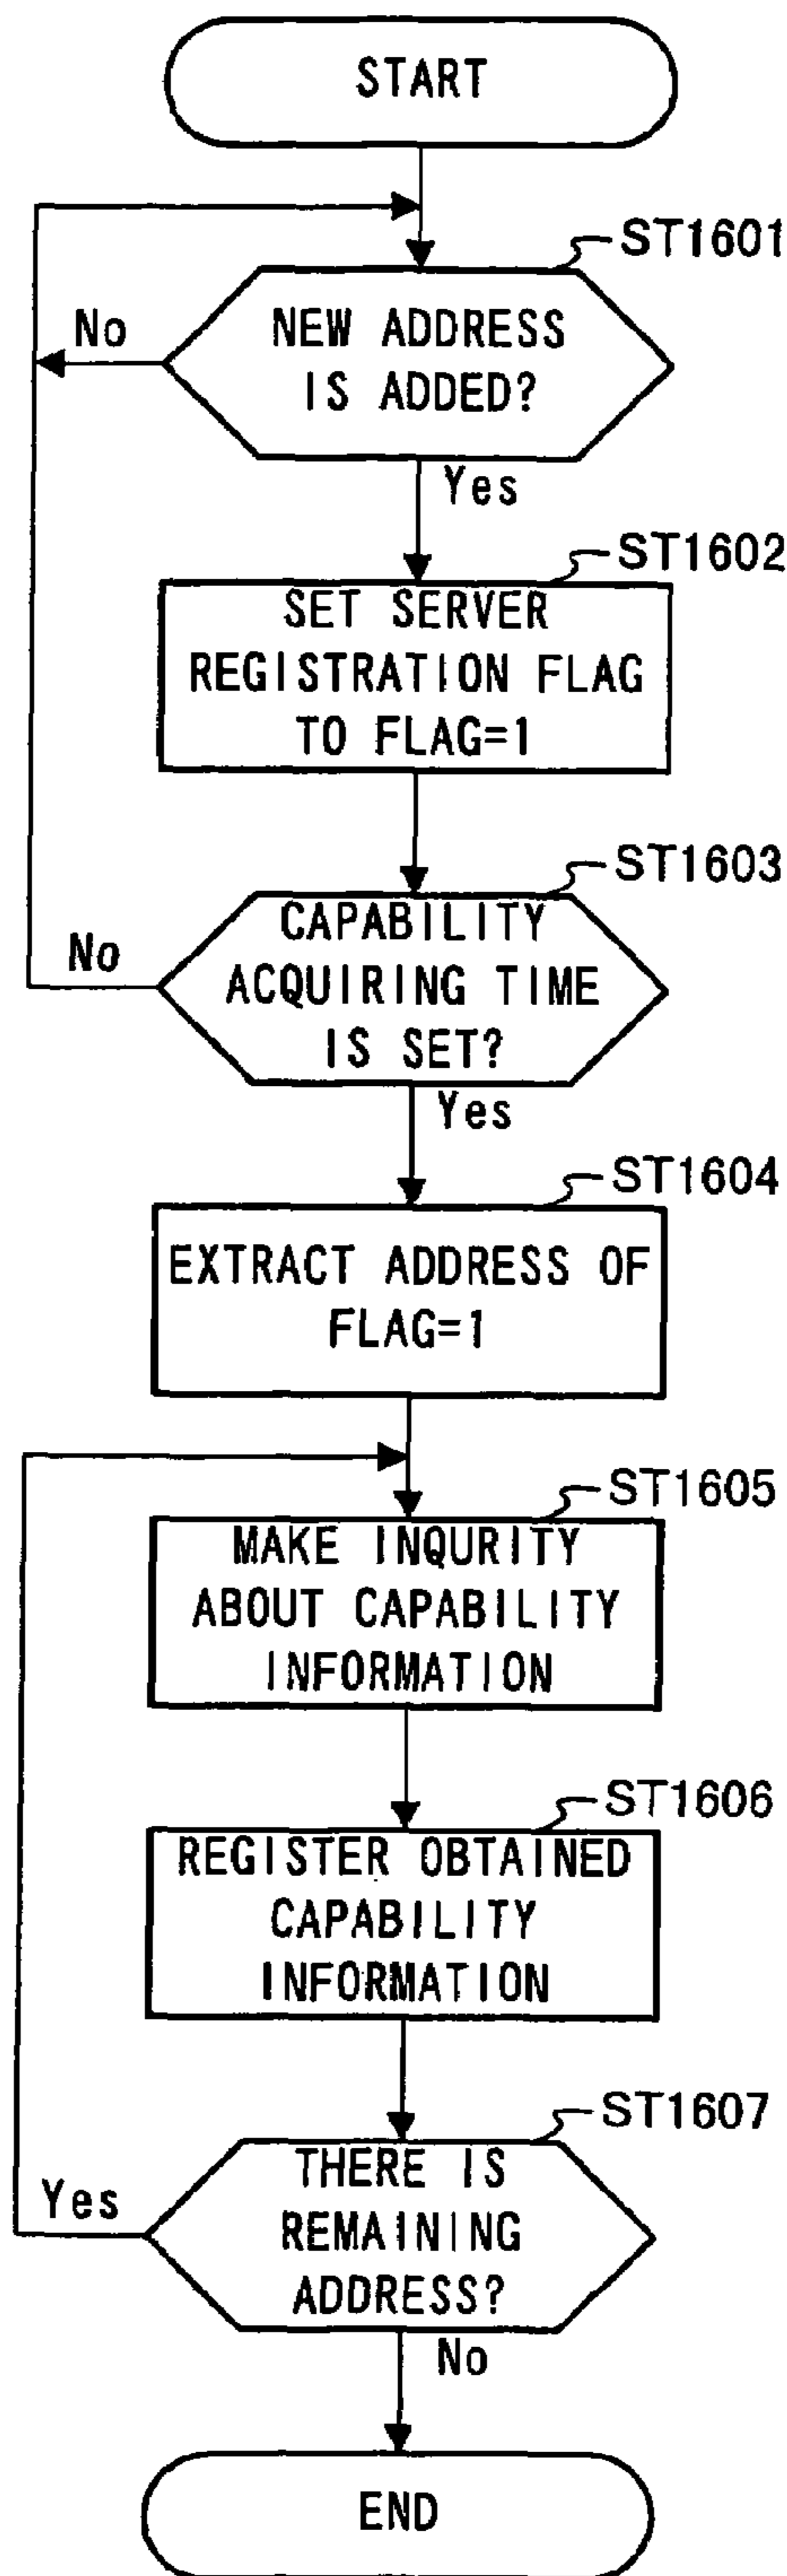 START
ST1601
NEW ADDRESS
IS ADDED?
No
Yes
ST1602
SET SERVER
REGISTRATION FLAG
TO FLAG=1
ST1603
CAPABILITY
ACQUIRING TIME
IS SET?
No
Yes
ST1604
EXTRACT ADDRESS OF
FLAG=1
ST1605
MAKE INQURITY
ABOUT CAPABILITY
INFORMATION
ST1606
REGISTER OBTAINED
CAPABILITY
INFORMATION
ST1607
THERE IS
REMAINING
ADDRESS?
Yes
No
END